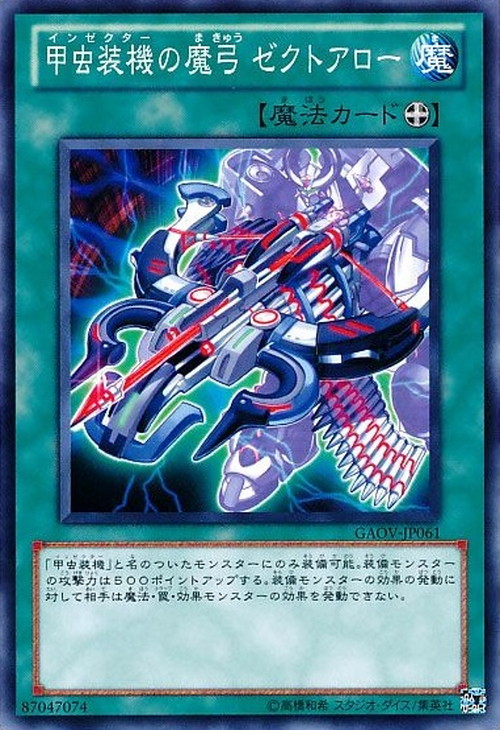 インゼクター まきゅう
甲虫装機の魔弓 ゼクトアロー 魔
【魔法カード】
GAOV-JP061
「甲虫装機」と名のついたモンスターにのみ装備可能。装備モンスター
の攻撃力は５００ポイントアップする。装備モンスターの効果の発動に
対して相手は魔法・罠・効果モンスターの効果を発動できない。
87047074
©高橋和希 スタジオ・ダイス/集英社